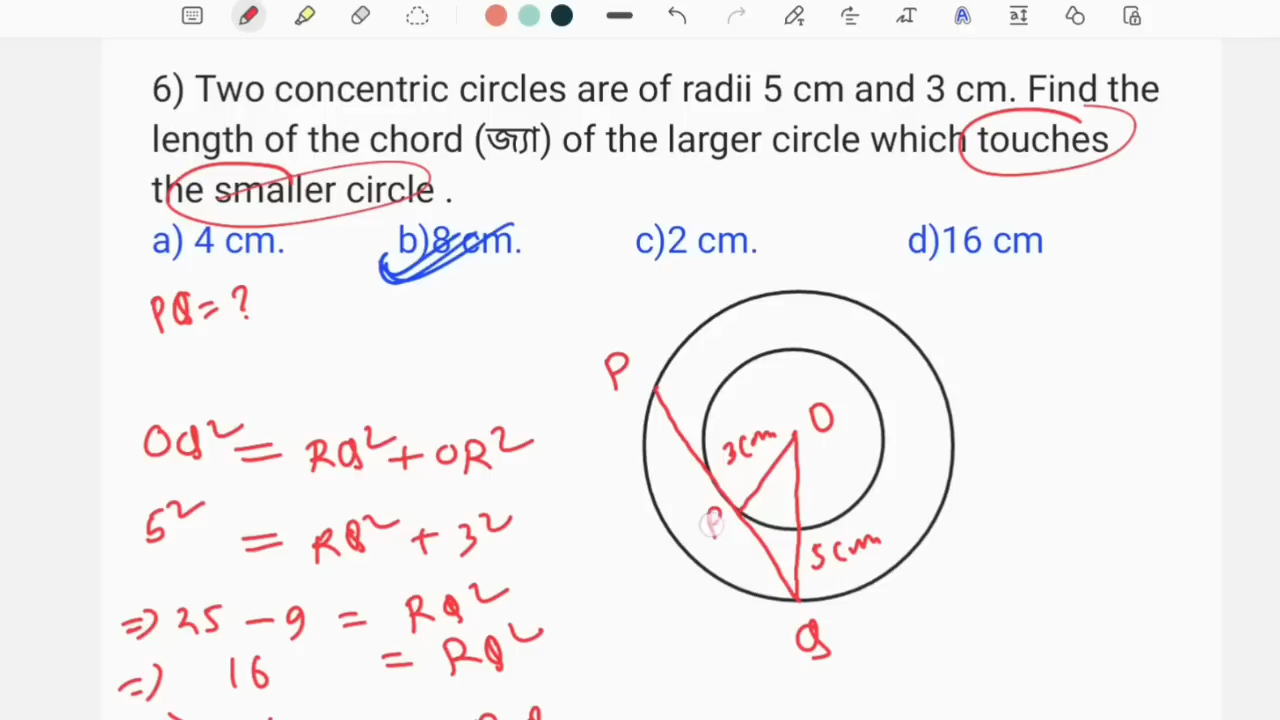 6) Two concentric circles are of radii 5 cm and 3 cm. Find the
length of the chord (জ্যা) of the larger circle which touches
the smaller circle .
a) 4 cm. b)8 cm. c)2 cm. d)16 cm
PQ = ?
P
O
3cm
OQ² = RQ² + OR²
5² = RQ² + 3²
5cm
=> 25 - 9 = RQ²
Q
=> 16 = RQ²